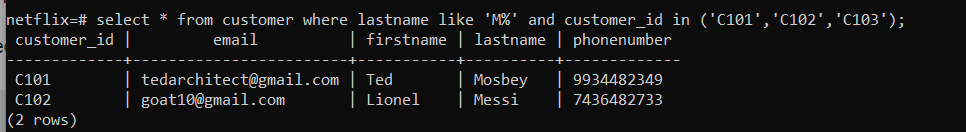 netflix=# select * from customer where lastname like 'M%' and customer_id in ('C101','C102','C103');
 customer_id |        email            | firstname | lastname | phonenumber
-------------+-------------------------+-----------+----------+-------------
 C101        | tedarchitect@gmail.com | Ted       | Mosbey   | 9934482349
 C102        | goat10@gmail.com       | Lionel    | Messi    | 7436482733
(2 rows)